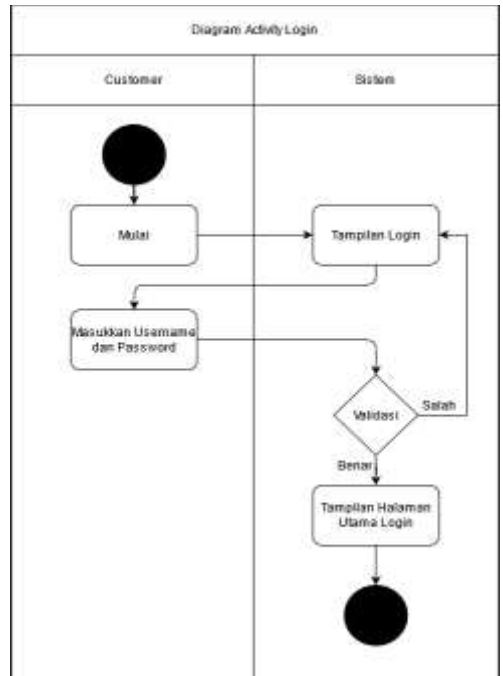 Diagram Activity Login
Customer
Sistem
Mulai
Tampilan Login
Masukkan Username
dan Password
Validasi
Salah
Benar
Tampilan Halaman
Utama Login